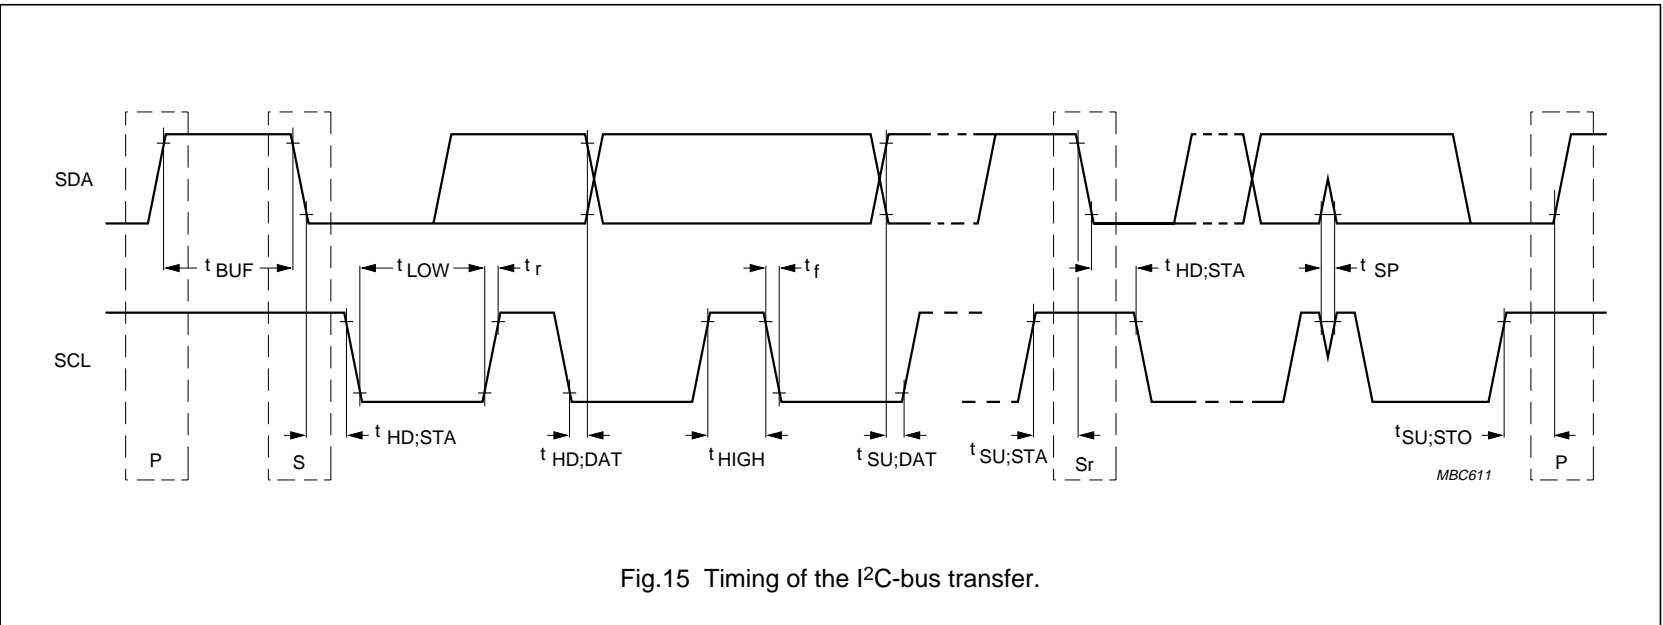 SDA
t BUF
t LOW
t r
t f
t HD;STA
t SP
SCL
t HD;STA
t HD;DAT
t HIGH
t SU;DAT
t SU;STA
t SU;STO
P
S
Sr
P
MBC611
Fig.15 Timing of the I2C-bus transfer.